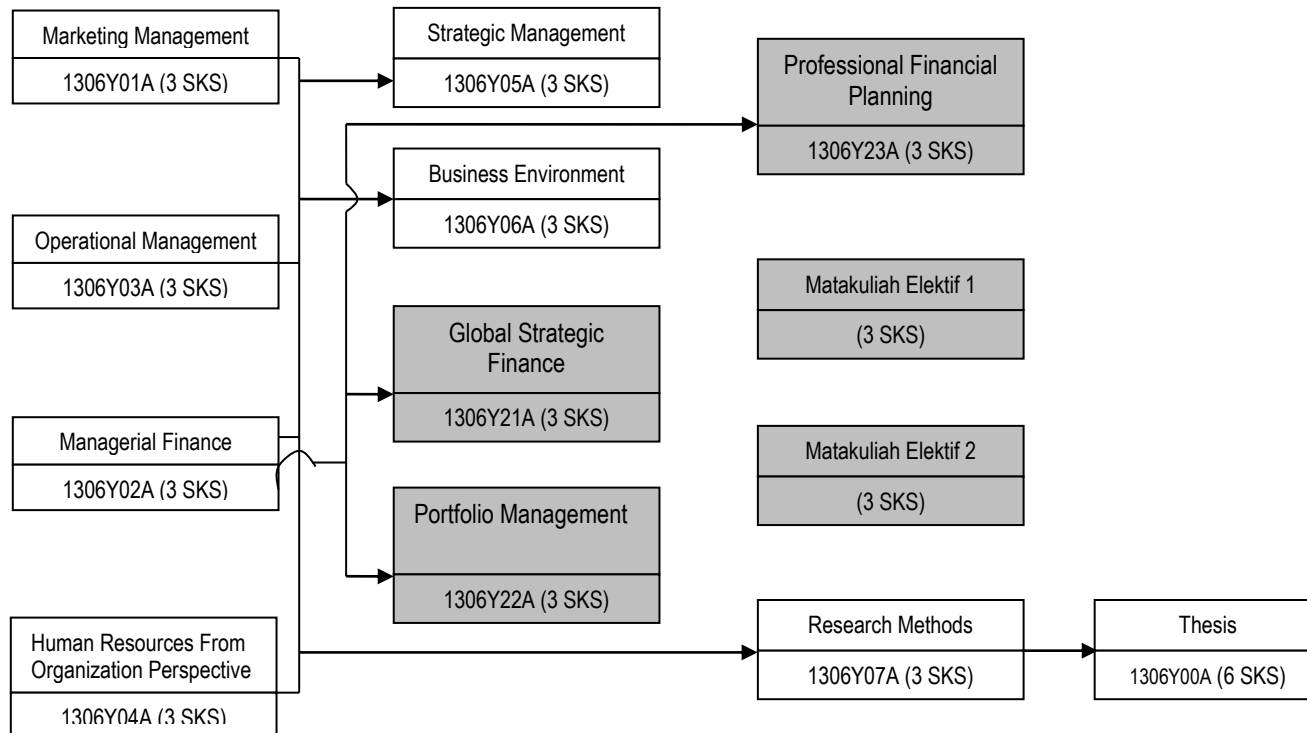 Marketing Management
1306Y01A (3 SKS)
Operational Management
1306Y03A (3 SKS)
Managerial Finance
1306Y02A (3 SKS)
Human Resources From
Organization Perspective
1306Y04A (3 SKS)
Strategic Management
1306Y05A (3 SKS)
Business Environment
1306Y06A (3 SKS)
Global Strategic
Finance
1306Y21A (3 SKS)
Portfolio Management
1306Y22A (3 SKS)
Professional Financial
Planning
1306Y23A (3 SKS)
Matakuliah Elektif 1
(3 SKS)
Matakuliah Elektif 2
(3 SKS)
Research Methods
1306Y07A (3 SKS)
Thesis
1306Y00A (6 SKS)